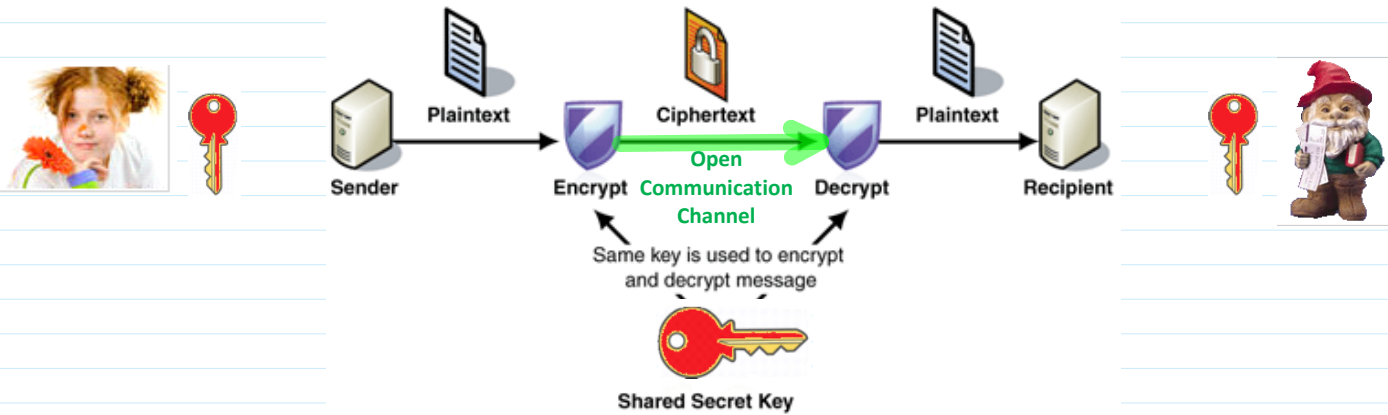 Plaintext
Ciphertext
Plaintext
Sender
Encrypt
Open
Communication
Channel
Decrypt
Recipient
Same key is used to encrypt
and decrypt message
Shared Secret Key